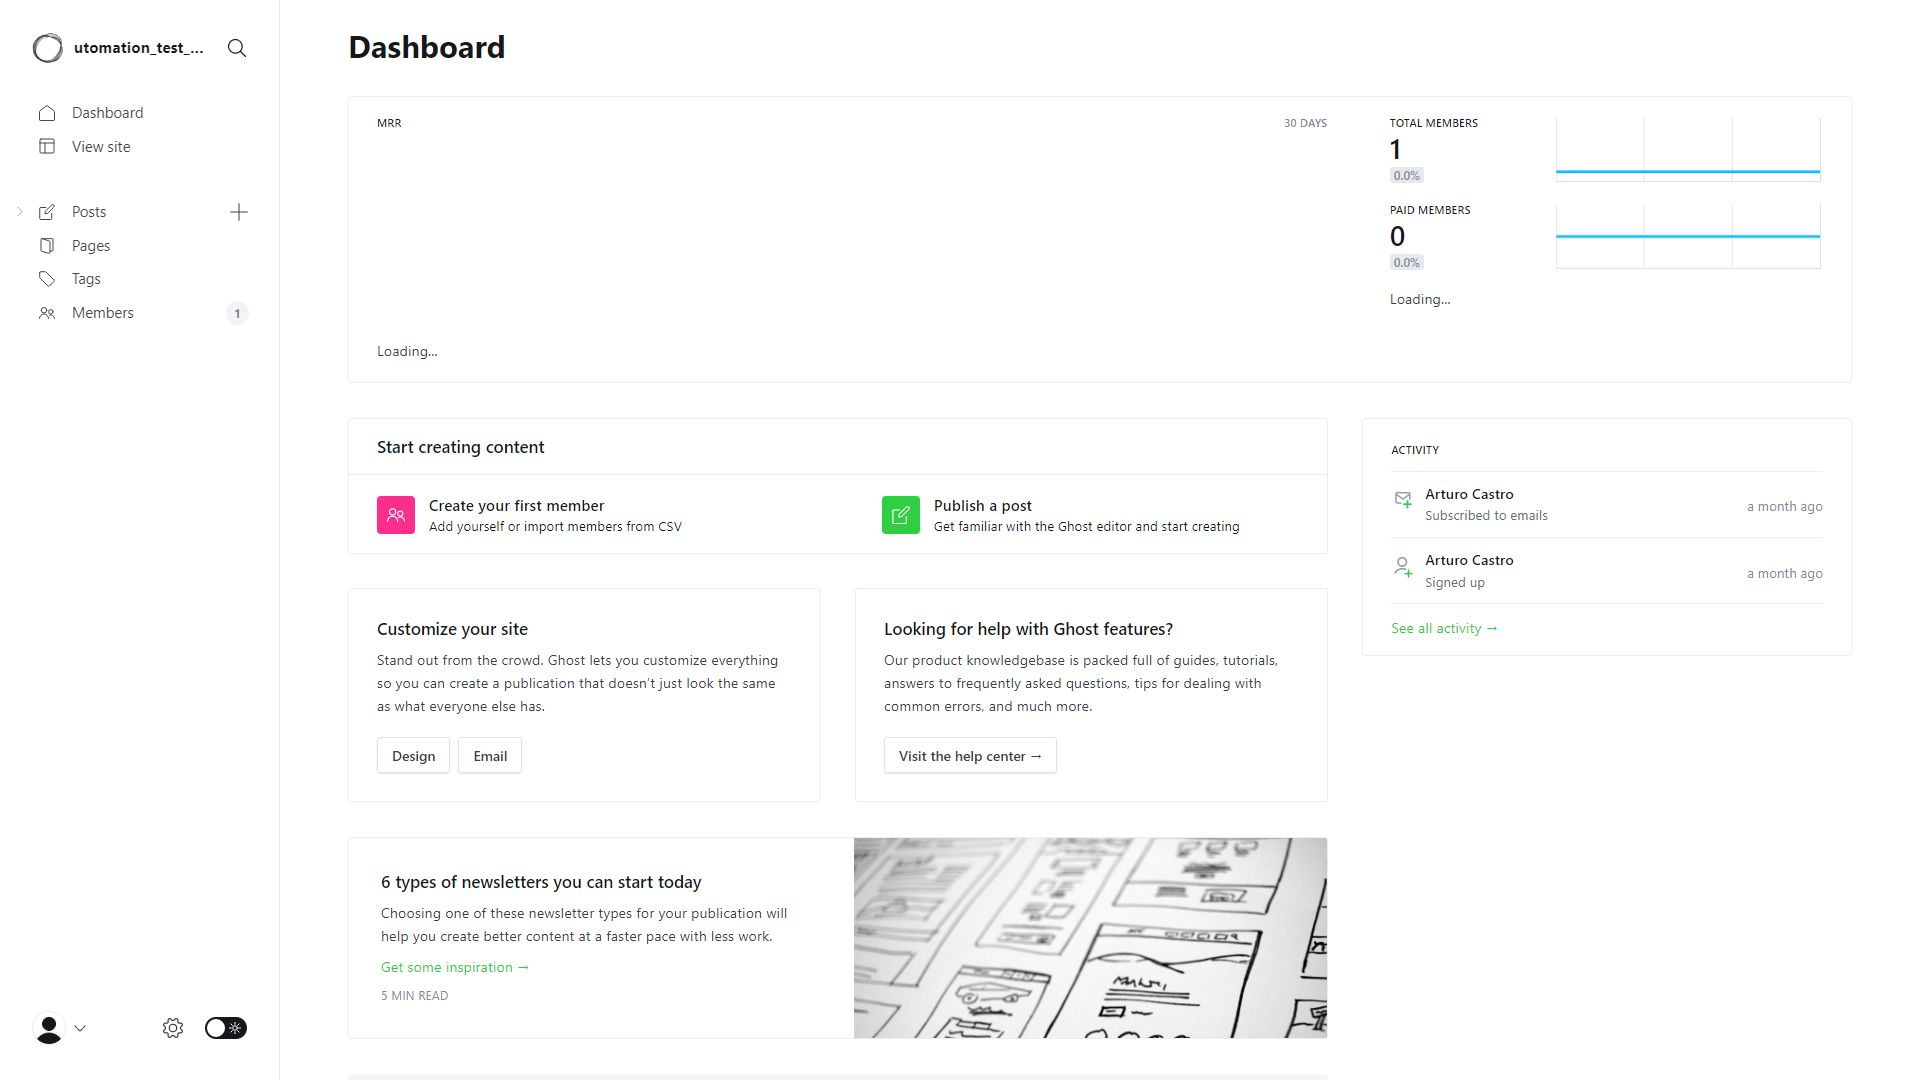 utomation_test_...
Dashboard
View site
Posts
Pages
Tags
Members
1
Dashboard
MRR
30 DAYS
Loading...
TOTAL MEMBERS
1
0.0%
PAID MEMBERS
0
0.0%
Loading...
Start creating content
Create your first member
Add yourself or import members from CSV
Publish a post
Get familiar with the Ghost editor and start creating
Customize your site
Stand out from the crowd. Ghost lets you customize everything
so you can create a publication that doesn’t just look the same
as what everyone else has.
Design
Email
Looking for help with Ghost features?
Our product knowledgebase is packed full of guides, tutorials,
answers to frequently asked questions, tips for dealing with
common errors, and much more.
Visit the help center →
6 types of newsletters you can start today
Choosing one of these newsletter types for your publication will
help you create better content at a faster pace with less work.
Get some inspiration →
5 MIN READ
ACTIVITY
Arturo Castro
Subscribed to emails
a month ago
Arturo Castro
Signed up
a month ago
See all activity →